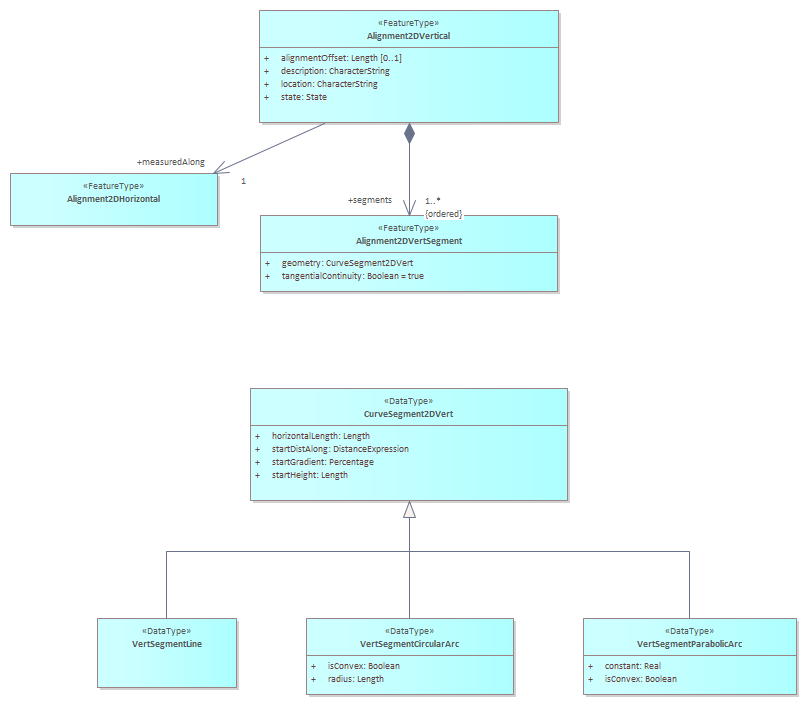 «FeatureType»
Alignment2DVertical
+ alignmentOffset: Length [0..1]
+ description: CharacterString
+ location: CharacterString
+ state: State
+measuredAlong
1
«FeatureType»
Alignment2DHorizontal
+segments
1..*
{ordered}
«FeatureType»
Alignment2DVertSegment
+ geometry: CurveSegment2DVert
+ tangentialContinuity: Boolean = true
«DataType»
CurveSegment2DVert
+ horizontalLength: Length
+ startDistAlong: DistanceExpression
+ startGradient: Percentage
+ startHeight: Length
«DataType»
VertSegmentLine
«DataType»
VertSegmentCircularArc
+ isConvex: Boolean
+ radius: Length
«DataType»
VertSegmentParabolicArc
+ constant: Real
+ isConvex: Boolean